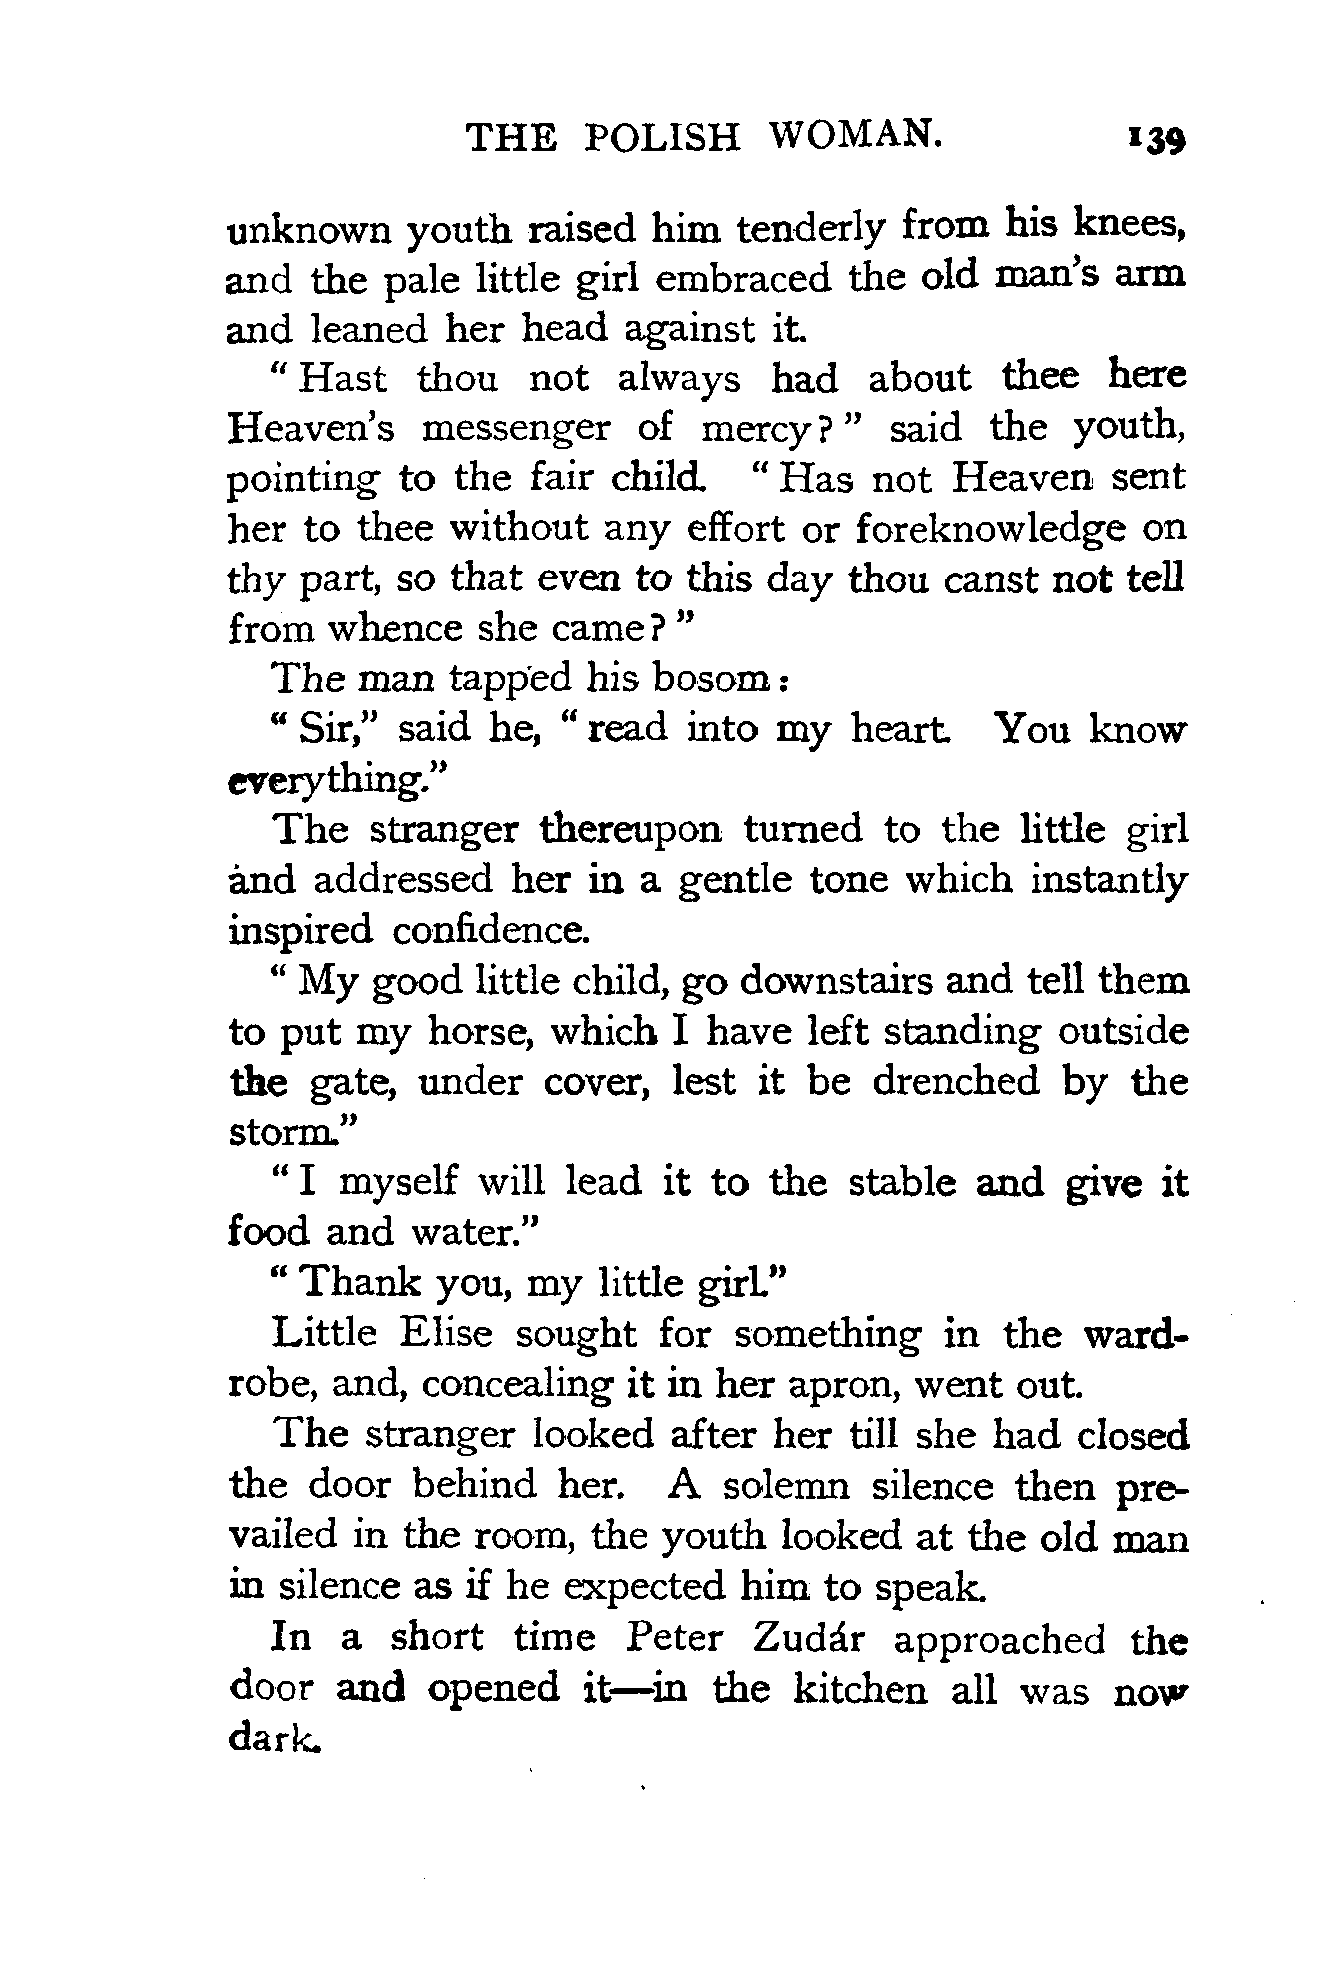 THE POLISH WOMAN. 139
unknown youth raised him tenderly from his knees,
and the pale little girl embraced the old man's arm
and leaned her head against it.
“ Hast thou not always had about thee here
Heaven's messenger of mercy? ” said the youth,
pointing to the fair child. “ Has not Heaven sent
her to thee without any effort or foreknowledge on
thy part, so that even to this day thou canst not tell
from whence she came? ”
The man tapped his bosom :
“ Sir,” said he, “ read into my heart. You know
everything.”
The stranger thereupon turned to the little girl
and addressed her in a gentle tone which instantly
inspired confidence.
“ My good little child, go downstairs and tell them
to put my horse, which I have left standing outside
the gate, under cover, lest it be drenched by the
storm.”
“ I myself will lead it to the stable and give it
food and water.”
“ Thank you, my little girl.”
Little Elise sought for something in the ward-
robe, and, concealing it in her apron, went out.
The stranger looked after her till she had closed
the door behind her. A solemn silence then pre-
vailed in the room, the youth looked at the old man
in silence as if he expected him to speak.
In a short time Peter Zudár approached the
door and opened it—in the kitchen all was now
dark.